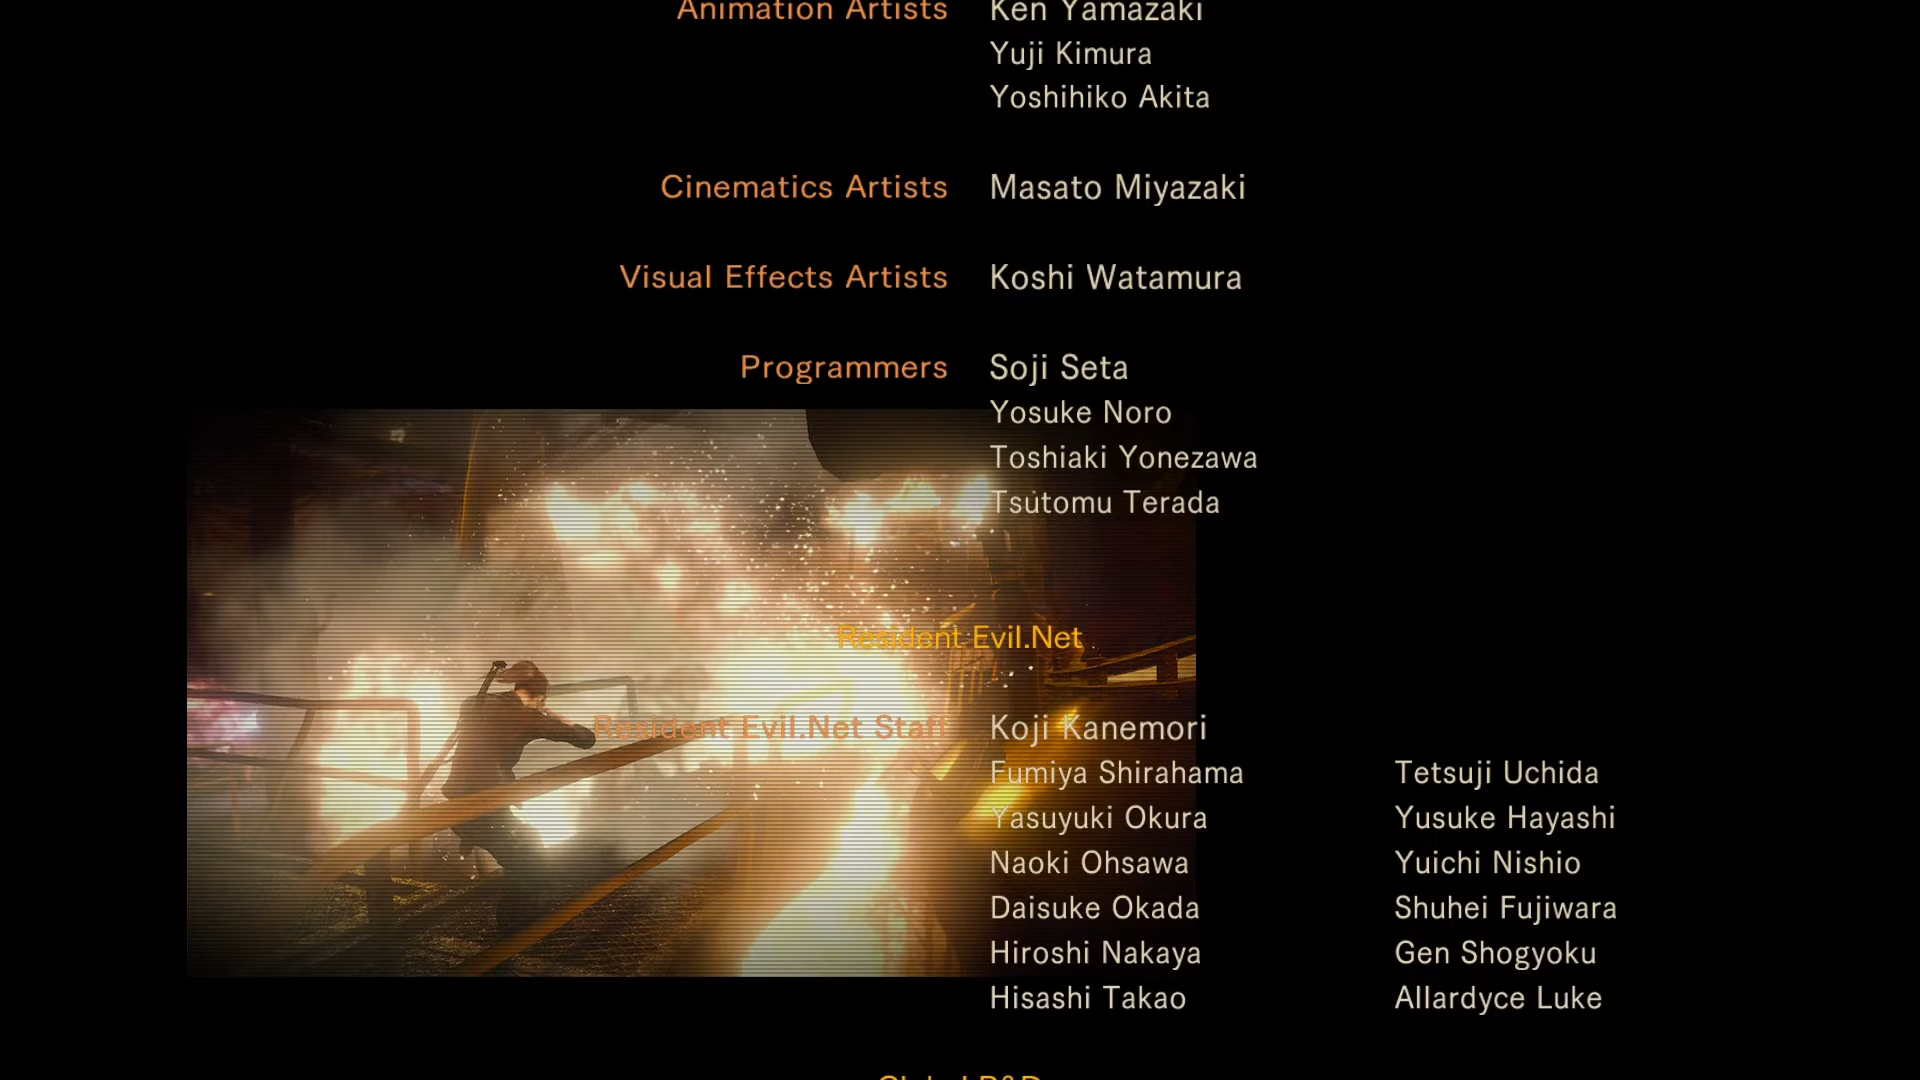 Animation Artists Ken Yamazaki
Yuji Kimura
Yoshihiko Akita
Cinematics Artists Masato Miyazaki
Visual Effects Artists Koshi Watamura
Programmers Soji Seta
Yosuke Noro
Toshiaki Yonezawa
Tsutomu Terada
Resident Evil.Net
Resident Evil.Net Staff Koji Kanemori
Fumiya Shirahama Tetsuji Uchida
Yasuyuki Okura Yusuke Hayashi
Naoki Ohsawa Yuichi Nishio
Daisuke Okada Shuhei Fujiwara
Hiroshi Nakaya Gen Shogyoku
Hisashi Takao Allardyce Luke
Global R&D